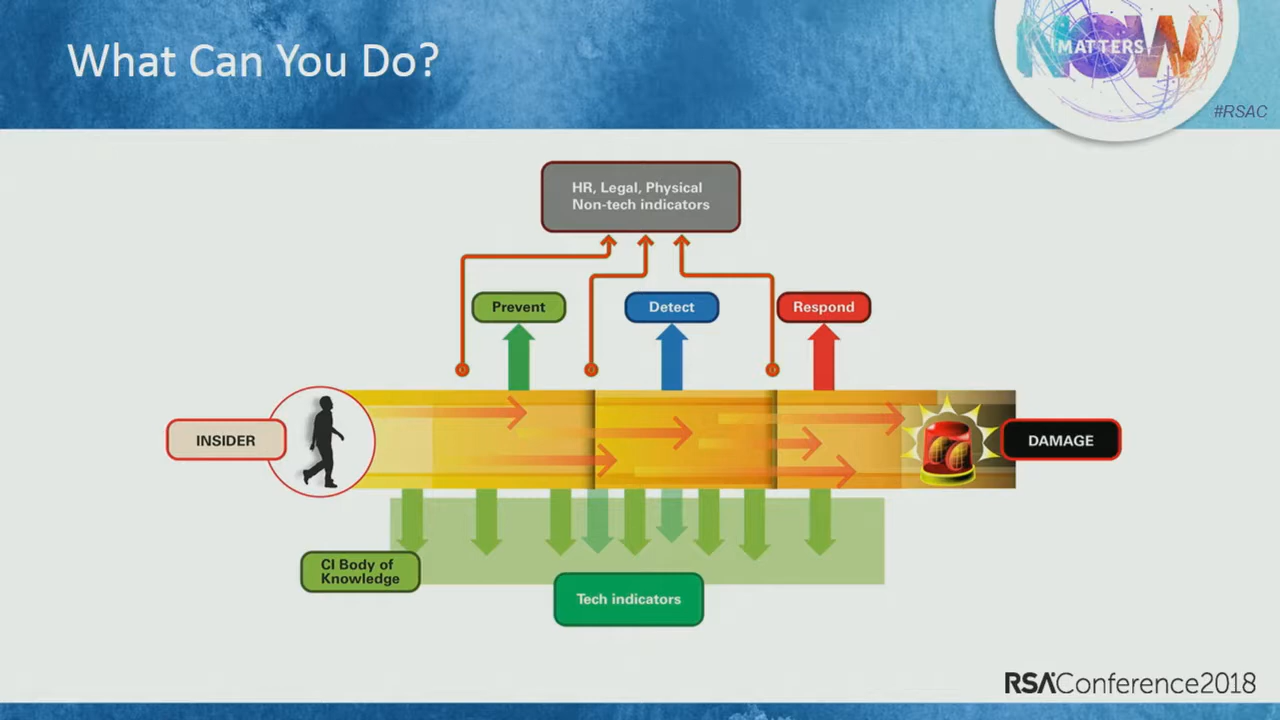 What Can You Do?
NOW
MATTERS
#RSAC
HR, Legal, Physical
Non-tech indicators
Prevent
Detect
Respond
INSIDER
DAMAGE
CI Body of
Knowledge
Tech indicators
RSAConference2018